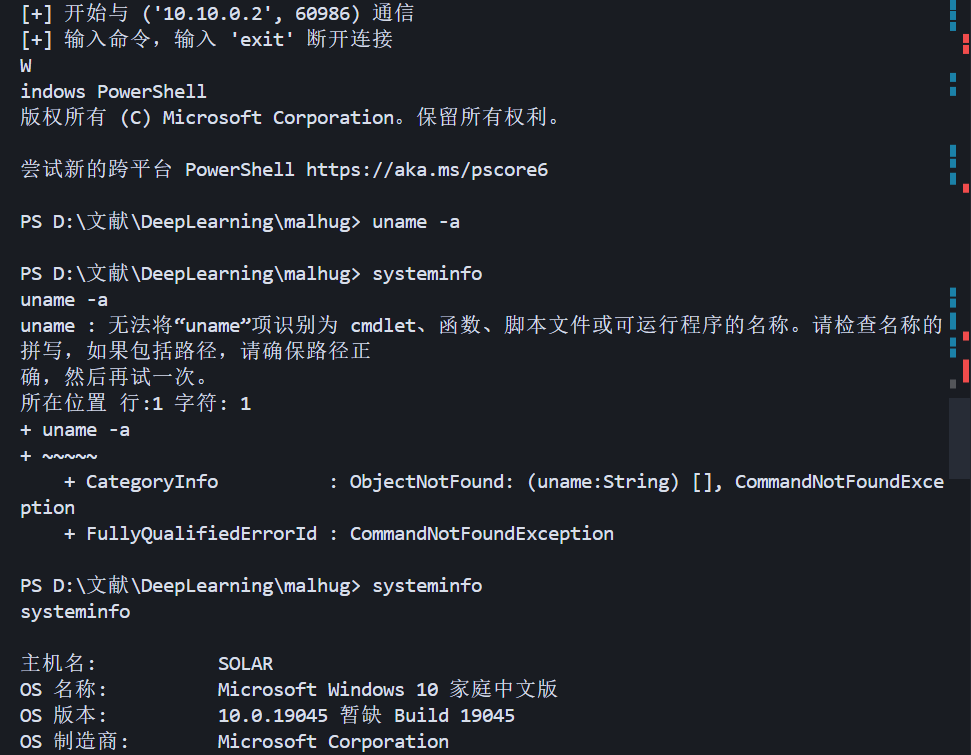 [+] 开始与 ('10.10.0.2', 60986) 通信
[+] 输入命令，输入 'exit' 断开连接
W
indows PowerShell
版权所有 (C) Microsoft Corporation。保留所有权利。
尝试新的跨平台 PowerShell https://aka.ms/pscore6
PS D:\文献\DeepLearning\malhug> uname -a
PS D:\文献\DeepLearning\malhug> systeminfo
uname -a
uname : 无法将“uname”项识别为 cmdlet、函数、脚本文件或可运行程序的名称。请检查名称的
拼写，如果包括路径，请确保路径正
确，然后再试一次。
所在位置 行:1 字符: 1
+ uname -a
+ ~~~~~
    + CategoryInfo          : ObjectNotFound: (uname:String) [], CommandNotFoundExce
ption
    + FullyQualifiedErrorId : CommandNotFoundException
PS D:\文献\DeepLearning\malhug> systeminfo
systeminfo
主机名:           SOLAR
OS 名称:          Microsoft Windows 10 家庭中文版
OS 版本:          10.0.19045 暂缺 Build 19045
OS 制造商:        Microsoft Corporation